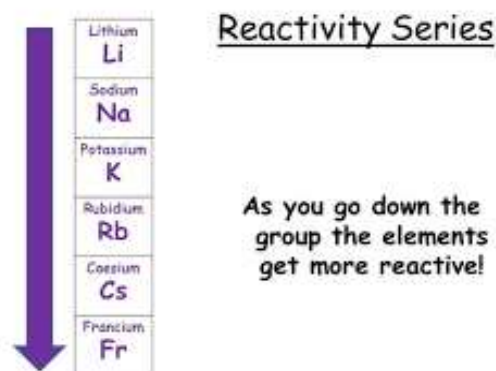 Reactivity Series
Lithium
Li
Sodium
Na
Potassium
K
Rubidium
Rb
Caesium
Cs
Francium
Fr
As you go down the
group the elements
get more reactive!